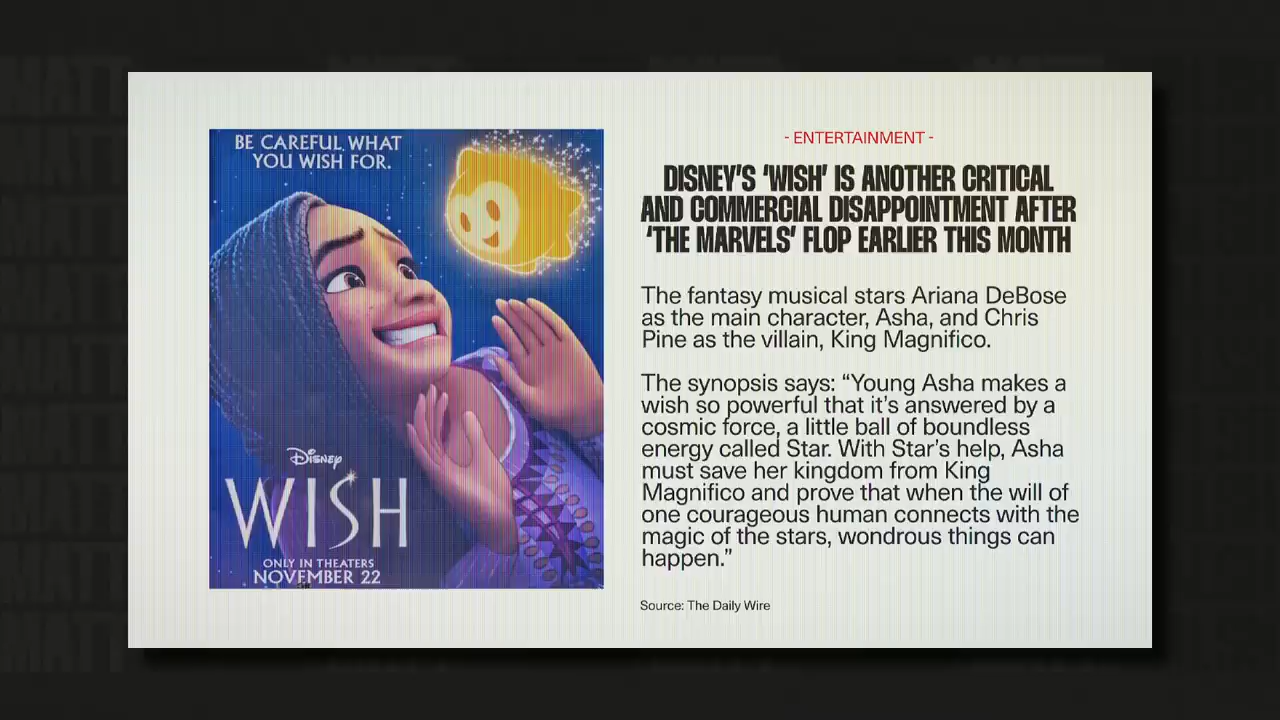 BE CAREFUL WHAT
YOU WISH FOR.
Disney
WISH
ONLY IN THEATERS
NOVEMBER 22
- ENTERTAINMENT -
DISNEY'S ‘WISH’ IS ANOTHER CRITICAL
AND COMMERCIAL DISAPPOINTMENT AFTER
‘THE MARVELS’ FLOP EARLIER THIS MONTH
The fantasy musical stars Ariana DeBose
as the main character, Asha, and Chris
Pine as the villain, King Magnifico.
The synopsis says: “Young Asha makes a
wish so powerful that it’s answered by a
cosmic force, a little ball of boundless
energy called Star. With Star’s help, Asha
must save her kingdom from King
Magnifico and prove that when the will of
one courageous human connects with the
magic of the stars, wondrous things can
happen.”
Source: The Daily Wire